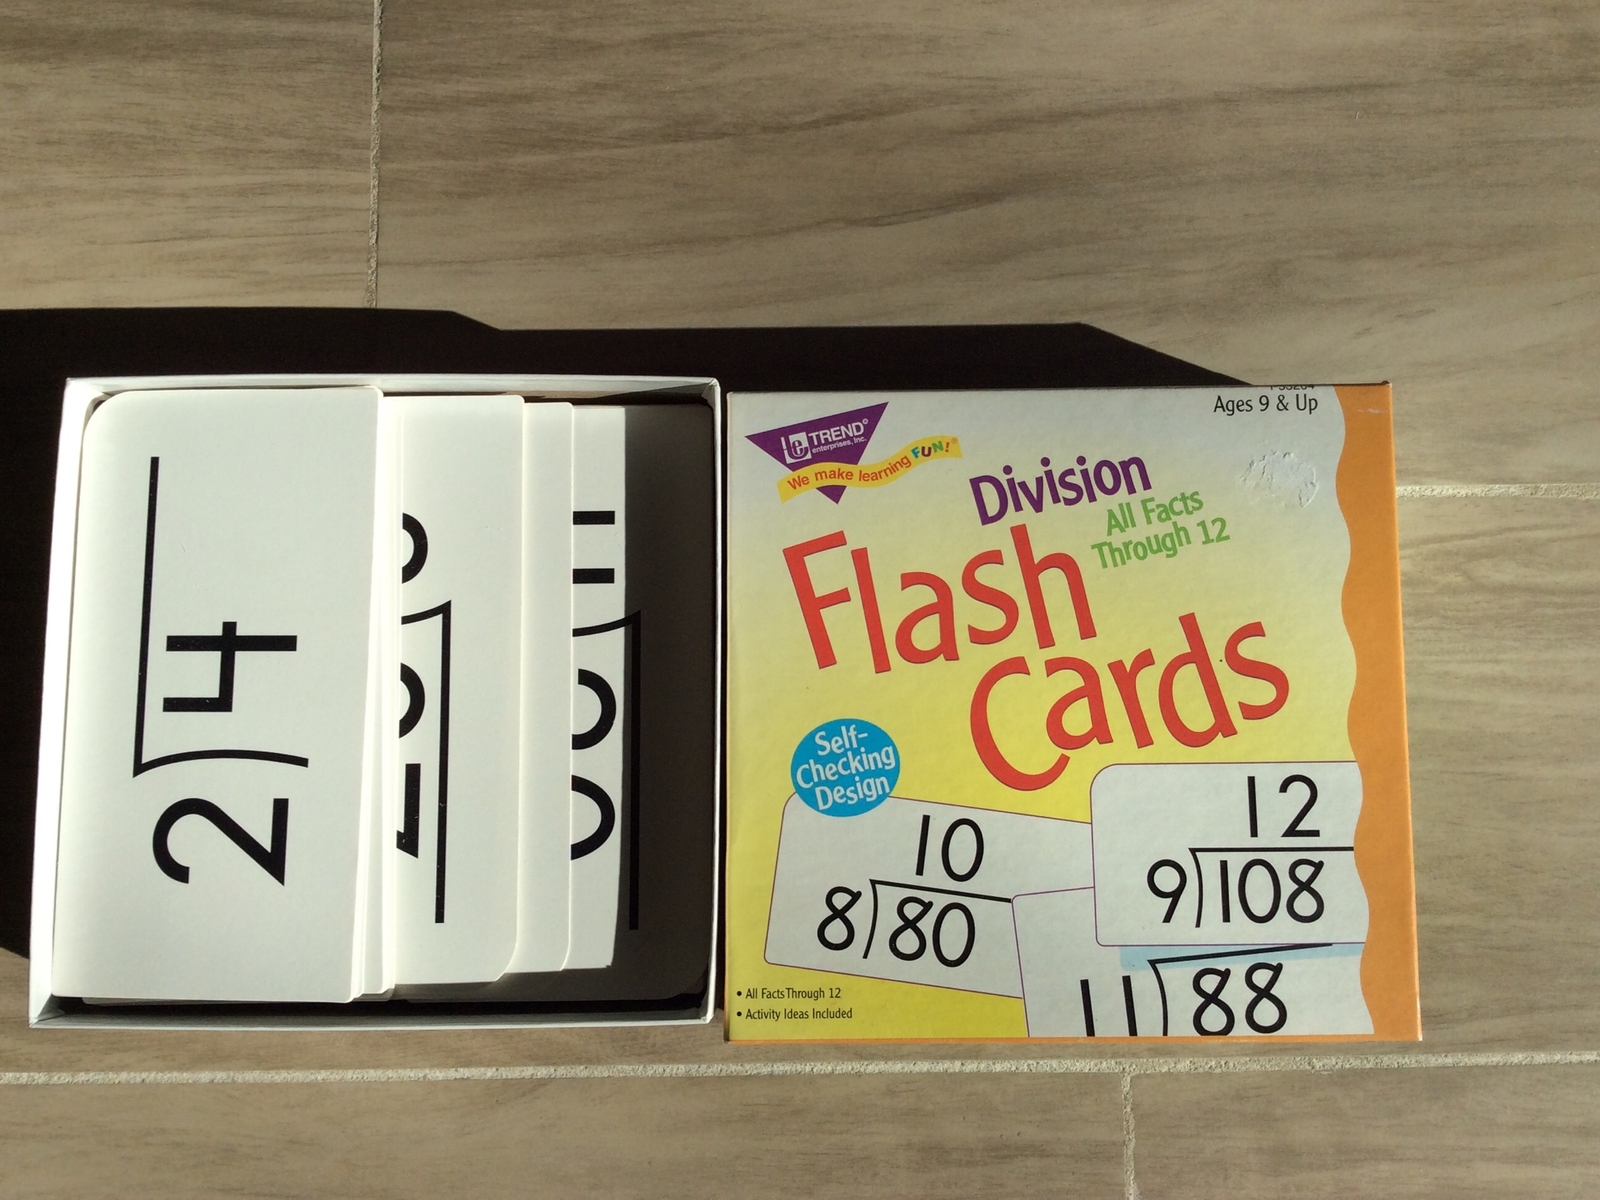 2)4
TREND®
enterprises, Inc.
We make learning FUN!®
Ages 9 & Up
Division
All Facts
Through 12
Flash
Cards
Self-
Checking
Design
10
8)80
12
9)108
11)88
• All Facts Through 12
• Activity Ideas Included